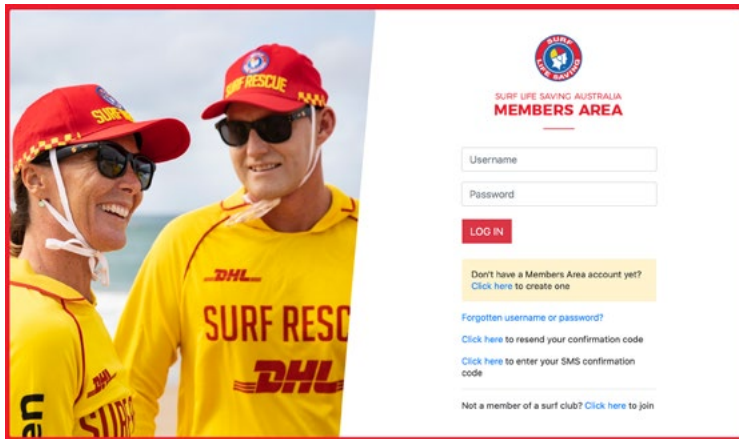 SURF RESCUE
SURF
DHL
SURF RESC
DHL
SURF
LIFE SAVING
SURF LIFE SAVING AUSTRALIA
MEMBERS AREA
Username
Password
LOG IN
Don't have a Members Area account yet?
Click here to create one
Forgotten username or password?
Click here to resend your confirmation code
Click here to enter your SMS confirmation
code
Not a member of a surf club? Click here to join